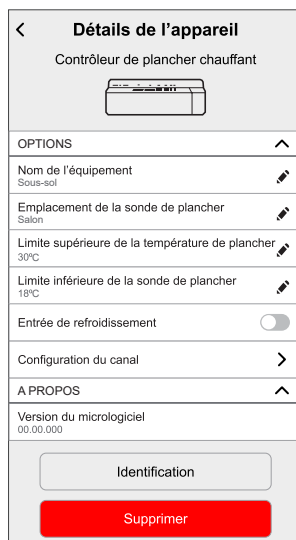 Détails de l’appareil
Contrôleur de plancher chauffant
OPTIONS
Nom de l’équipement
Sous-sol
Emplacement de la sonde de plancher
Salon
Limite supérieure de la température de plancher
30ºC
Limite inférieure de la sonde de plancher
18ºC
Entrée de refroidissement
Configuration du canal
A PROPOS
Version du micrologiciel
00.00.000
Identification
Supprimer